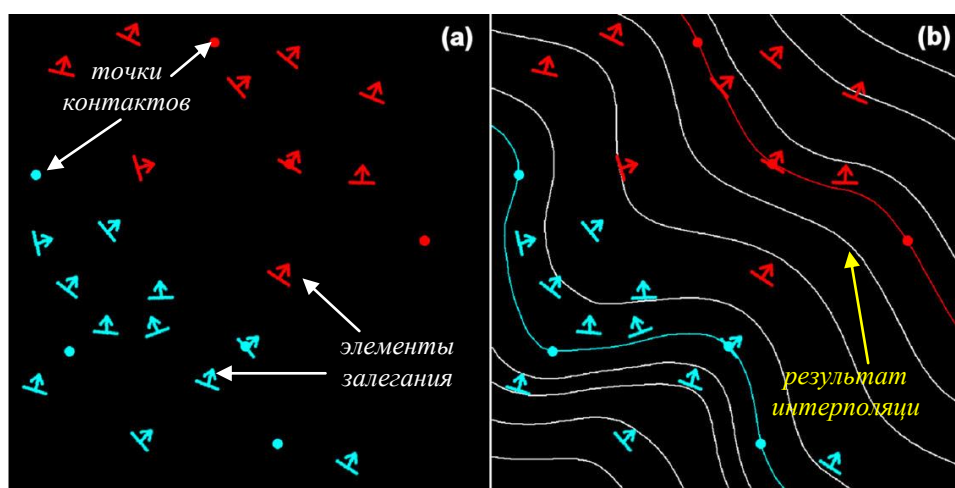 (a)
точки
контактов
элементы
залегания
(b)
результат
интерполяци